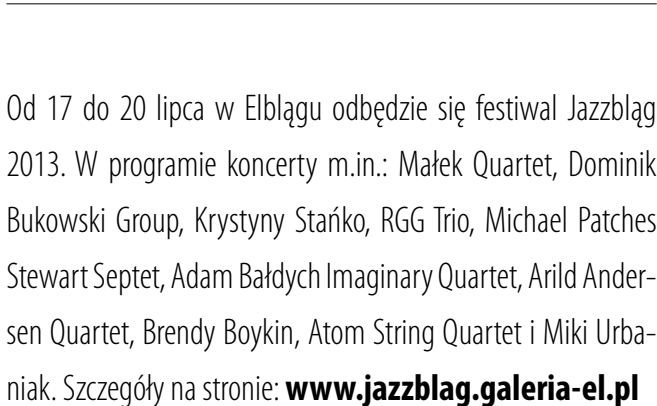 Od 17 do 20 lipca w Elblągu odbędzie się festiwal Jazzbląg
2013. W programie koncerty m.in.: Małek Quartet, Dominik
Bukowski Group, Krystyny Stańko, RGG Trio, Michael Patches
Stewart Septet, Adam Bałdych Imaginary Quartet, Arild Ander-
sen Quartet, Brendy Boykin, Atom String Quartet i Miki Urba-
niak. Szczegóły na stronie: www.jazzblag.galeria-el.pl